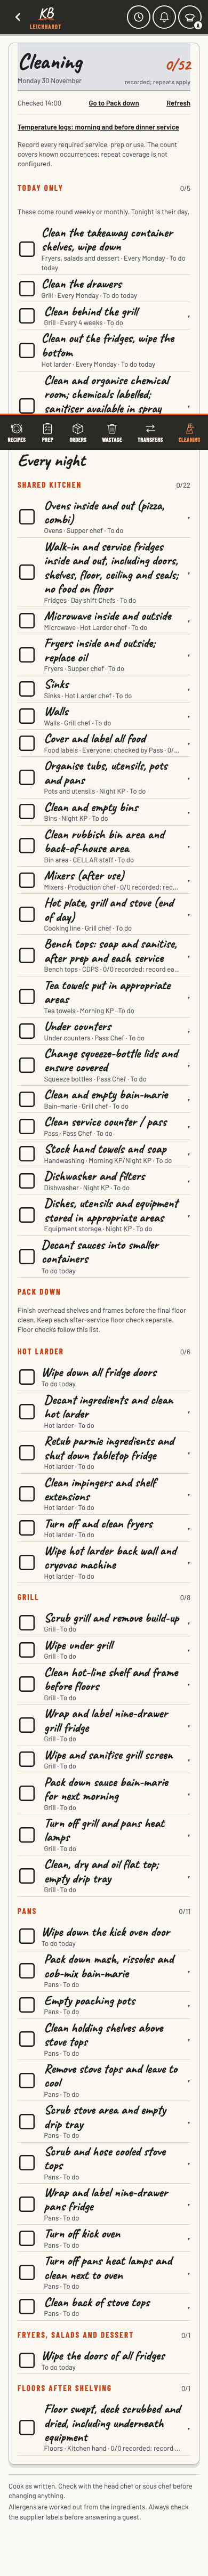 KB
LEICHHARDT
Cleaning
0/52
Monday 30 November
recorded; repeats apply
Checked 14:00
Go to Pack down
Refresh
Temperature logs: morning and before dinner service
Record every required service, prep or use. The count
covers known occurrences; repeat coverage is not
configured.
TODAY ONLY
0/5
These come round weekly or monthly. Tonight is their day.
Clean the takeaway container
shelves, wipe down
Fryers, salads and dessert · Every Monday · To do
today
Clean the drawers
Grill · Every Monday · To do today
Clean behind the grill
Grill · Every 4 weeks · To do
Clean out the fridges, wipe the
bottom
Hot larder · Every Monday · To do today
Clean and organise chemical
room; chemicals labelled;
sanitiser available in spray
RECIPES
PREP
ORDERS
WASTAGE
TRANSFERS
CLEANING
Every night
SHARED KITCHEN
0/22
Ovens inside and out (pizza,
combi)
Ovens · Supper chef · To do
Walk-in and service fridges
inside and out, including doors,
shelves, floor, ceiling and seals;
no food on floor
Fridges · Day shift Chefs · To do
Microwave inside and outside
Microwave · Hot Larder chef · To do
Fryers inside and outside;
replace oil
Fryers · Supper chef · To do
Sinks
Sinks · Hot Larder chef · To do
Walls
Walls · Grill chef · To do
Cover and label all food
Food labels · Everyone; checked by Pass · 0/...
Organise tubs, utensils, pots
and pans
Pots and utensils · Night KP · To do
Clean and empty bins
Bins · Night KP · To do
Clean rubbish bin area and
back-of-house area
Bin area · CELLAR staff · To do
Mixers (after use)
Mixers · Production chef · 0/0 recorded; rec...
Hot plate, grill and stove (end
of day)
Cooking line · Grill chef · To do
Bench tops: soap and sanitise,
after prep and each service
Bench tops · CDPS · 0/0 recorded; record ea...
Tea towels put in appropriate
areas
Tea towels · Morning KP · To do
Under counters
Under counters · Pass Chef · To do
Change squeeze-bottle lids and
ensure covered
Squeeze bottles · Pass Chef · To do
Clean and empty bain-marie
Bain-marie · Grill chef · To do
Clean service counter / pass
Pass · Pass Chef · To do
Stock hand towels and soap
Handwashing · Morning KP/Night KP · To do
Dishwasher and filters
Dishwasher · Night KP · To do
Dishes, utensils and equipment
stored in appropriate areas
Equipment storage · Night KP · To do
Decant sauces into smaller
containers
To do today
PACK DOWN
Finish overhead shelves and frames before the final floor
clean. Keep each after-service floor check separate.
Floor checks follow this list.
HOT LARDER
0/6
Wipe down all fridge doors
To do today
Decant ingredients and clean
hot larder
Hot larder · To do
Retub parmie ingredients and
shut down tabletop fridge
Hot larder · To do
Clean impingers and shelf
extensions
Hot larder · To do
Turn off and clean fryers
Hot larder · To do
Wipe hot larder back wall and
cryovac machine
Hot larder · To do
GRILL
0/8
Scrub grill and remove build-up
Grill · To do
Wipe under grill
Grill · To do
Clean hot-line shelf and frame
before floors
Grill · To do
Wrap and label nine-drawer
grill fridge
Grill · To do
Wipe and sanitise grill screen
Grill · To do
Pack down sauce bain-marie
for next morning
Grill · To do
Turn off grill and pans heat
lamps
Grill · To do
Clean, dry and oil flat top;
empty drip tray
Grill · To do
PANS
0/11
Wipe down the kick oven door
To do today
Pack down mash, rissoles and
cob-mix bain-marie
Pans · To do
Empty poaching pots
Pans · To do
Clean holding shelves above
stove tops
Pans · To do
Remove stove tops and leave to
cool
Pans · To do
Scrub stove area and empty
drip tray
Pans · To do
Scrub and hose cooled stove
tops
Pans · To do
Wrap and label nine-drawer
pans fridge
Pans · To do
Turn off kick oven
Pans · To do
Turn off pans heat lamps and
clean next to oven
Pans · To do
Clean back of stove tops
Pans · To do
FRYERS, SALADS AND DESSERT
0/1
Wipe the doors of all fridges
To do today
FLOORS AFTER SHELVING
0/1
Floor swept, deck scrubbed and
dried, including underneath
equipment
Floors · Kitchen hand · 0/0 recorded; record ...
Cook as written. Check with the head chef or sous chef before
changing anything.
Allergens are worked out from the ingredients. Always check
the supplier labels before answering a guest.